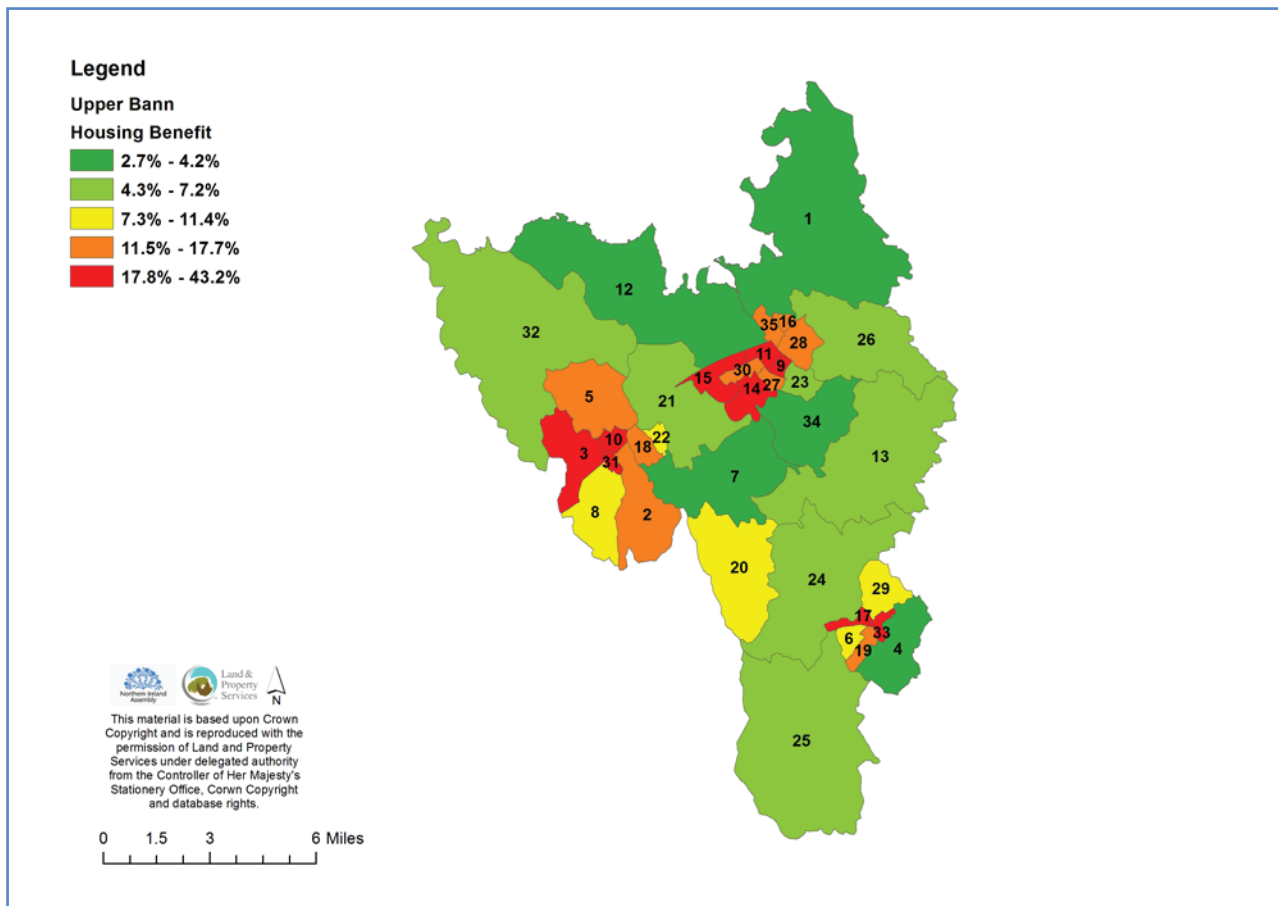 Legend
Upper Bann
Housing Benefit
2.7% - 4.2%
4.3% - 7.2%
7.3% - 11.4%
11.5% - 17.7%
17.8% - 43.2%
1
12
32
35
16
28
26
11
9
30
15
14
27
23
5
21
34
22
18
10
3
31
13
7
8
2
20
24
29
17
33
6
19
4
25
Northern Ireland
Assembly
Land &
Property
Services
N
This material is based upon Crown
Copyright and is reproduced with the
permission of Land and Property
Services under delegated authority
from the Controller of Her Majesty's
Stationery Office, Corwn Copyright
and database rights.
0 1.5 3 6 Miles